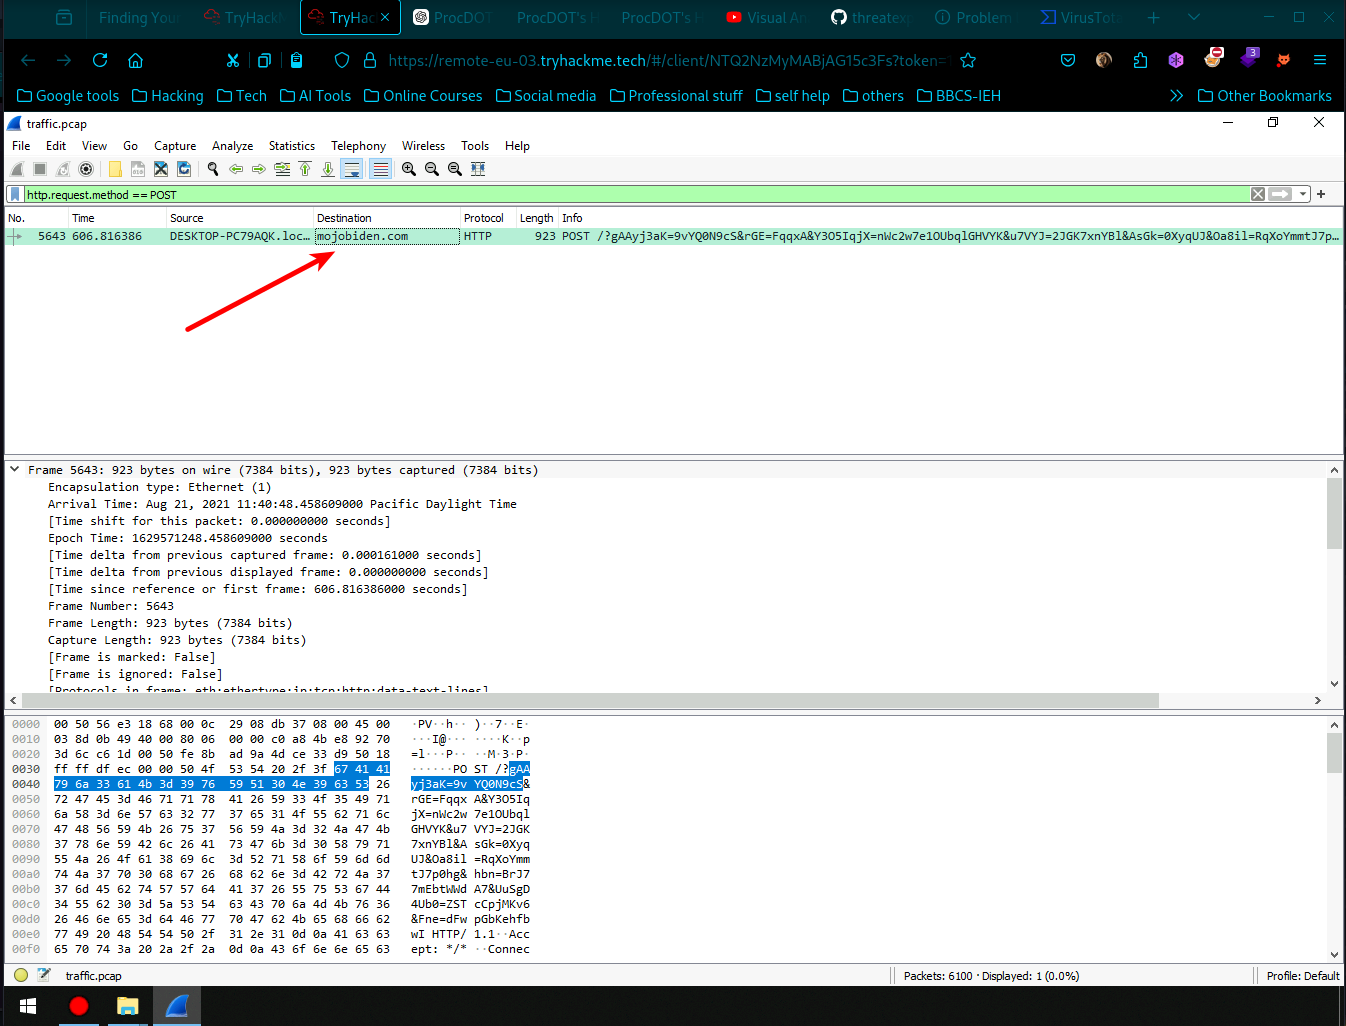 Finding You
TryHackM
TryHac
ProcDOT
ProcDOT's H
ProcDOT's H
Visual An
threatexp
Problem
VirusTota
https://remote-eu-03.tryhackme.tech/#/client/NTQ2NzMyMABjAG15c3Fs?token=
3
Google tools
Hacking
Tech
AI Tools
Online Courses
Social media
Professional stuff
self help
others
BBCS-IEH
Other Bookmarks
traffic.pcap
File Edit View Go Capture Analyze Statistics Telephony Wireless Tools Help
http.request.method == POST
No. Time Source Destination Protocol Length Info
5643 606.816386 DESKTOP-PC79AQK.loc… mojobiden.com HTTP 923 POST /?gAAyj3aK=9vYQ0N9cS&rGE=FqqxA&Y3O5IqjX=nWc2w7e1OUbqlGHVYK&u7VYJ=2JGK7xnYBl&AsGk=0XyqUJ&Oa8il=RqXoYmmtJ7p…
Frame 5643: 923 bytes on wire (7384 bits), 923 bytes captured (7384 bits)
Encapsulation type: Ethernet (1)
Arrival Time: Aug 21, 2021 11:40:48.458609000 Pacific Daylight Time
[Time shift for this packet: 0.000000000 seconds]
Epoch Time: 1629571248.458609000 seconds
[Time delta from previous captured frame: 0.000161000 seconds]
[Time delta from previous displayed frame: 0.000000000 seconds]
[Time since reference or first frame: 606.816386000 seconds]
Frame Number: 5643
Frame Length: 923 bytes (7384 bits)
Capture Length: 923 bytes (7384 bits)
[Frame is marked: False]
[Frame is ignored: False]
[Protocols in frame: eth:ethertype:ip:tcp:http:data-text-lines]
0000 00 50 56 e3 18 68 00 0c 29 08 db 37 08 00 45 00 ·PV··h·· )··7··E·
0010 03 8d 0b 49 40 00 80 06 00 00 c0 a8 4b e8 92 70 ···I@··· ····K··p
0020 3d 6c c6 1d 00 50 fe 8b ad 9a 4d ce 33 d9 50 18 =l···P·· ··M·3·P·
0030 ff ff df ec 00 00 50 4f 53 54 20 2f 3f 67 41 41 ······PO ST /?gAA
0040 79 6a 33 61 4b 3d 39 76 59 51 30 4e 39 63 53 26 yj3aK=9v YQ0N9cS&
0050 72 47 45 3d 46 71 71 78 41 26 59 33 4f 35 49 71 rGE=Fqqx A&Y3O5Iq
0060 6a 58 3d 6e 57 63 32 77 37 65 31 4f 55 62 71 6c jX=nWc2w 7e1OUbql
0070 47 48 56 59 4b 26 75 37 56 59 4a 3d 32 4a 47 4b GHVYK&u7 VYJ=2JGK
0080 37 78 6e 59 42 6c 26 41 73 47 6b 3d 30 58 79 71 7xnYBl&A sGk=0Xyq
0090 55 4a 26 4f 61 38 69 6c 3d 52 71 58 6f 59 6d 6d UJ&Oa8il =RqXoYmm
00a0 74 4a 37 70 30 68 67 26 68 62 6e 3d 42 72 4a 37 tJ7p0hg& hbn=BrJ7
00b0 37 6d 45 62 74 57 57 64 41 37 26 55 75 53 67 44 7mEbtWWd A7&UuSgD
00c0 34 55 62 30 3d 5a 53 54 63 43 70 6a 4d 4b 76 36 4Ub0=ZST cCpjMKv6
00d0 26 46 6e 65 3d 64 46 77 70 47 62 4b 65 68 66 62 &Fne=dFw pGbKehfb
00e0 77 49 20 48 54 54 50 2f 31 2e 31 0d 0a 41 63 63 wI HTTP/ 1.1··Acc
00f0 65 70 74 3a 20 2a 2f 2a 0d 0a 43 6f 6e 6e 65 63 ept: */* ··Connec
traffic.pcap
Packets: 6100 · Displayed: 1 (0.0%)
Profile: Default